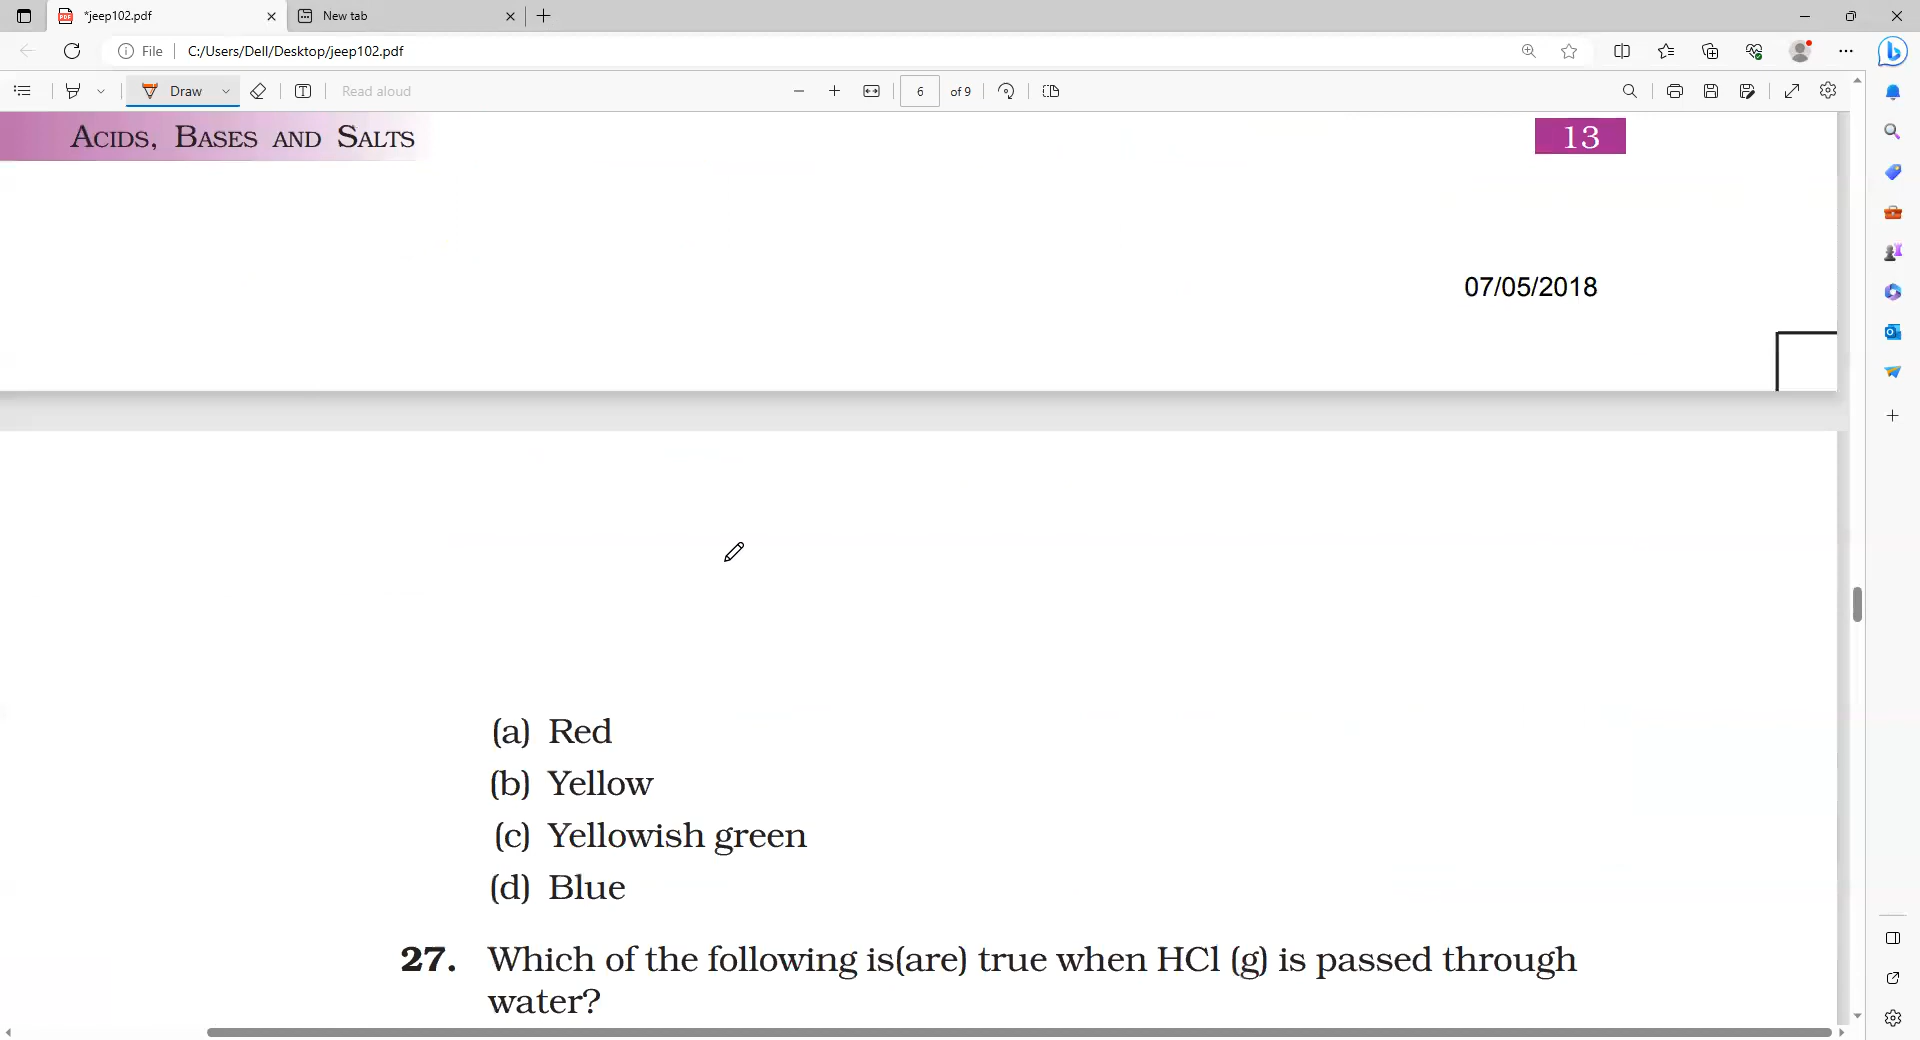 *jeep102.pdf
New tab
File
C:/Users/Dell/Desktop/jeep102.pdf
Draw
Read aloud
6 of 9
ACIDS, BASES AND SALTS
13
07/05/2018
(a) Red
(b) Yellow
(c) Yellowish green
(d) Blue
27. Which of the following is(are) true when HCl (g) is passed through
water?